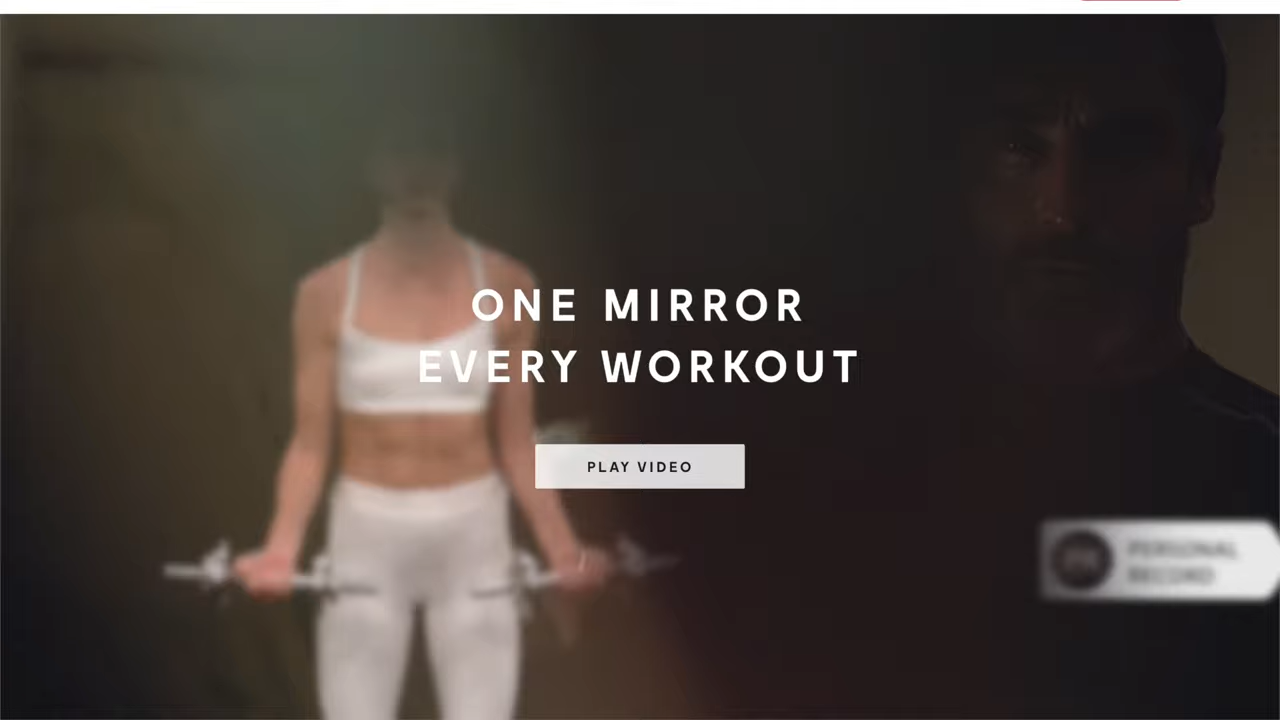 ONE MIRROR
EVERY WORKOUT
PLAY VIDEO
PERSONAL
RECORD